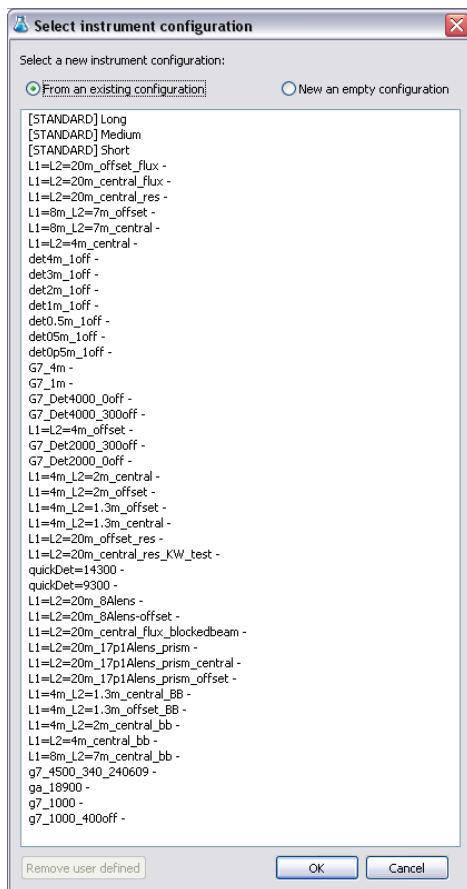 Select instrument configuration
Select a new instrument configuration:
From an existing configuration
New an empty configuration
[STANDARD] Long
[STANDARD] Medium
[STANDARD] Short
L1=L2=20m_offset_flux -
L1=L2=20m_central_flux -
L1=L2=20m_central_res -
L1=8m_L2=7m_offset -
L1=8m_L2=7m_central -
L1=L2=4m_central -
det4m_1off -
det3m_1off -
det2m_1off -
det1m_1off -
det0.5m_1off -
det05m_1off -
det0p5m_1off -
G7_4m -
G7_1m -
G7_Det4000_0off -
G7_Det4000_300off -
L1=L2=4m_offset -
G7_Det2000_300off -
G7_Det2000_0off -
L1=4m_L2=2m_central -
L1=4m_L2=2m_offset -
L1=4m_L2=1.3m_offset -
L1=4m_L2=1.3m_central -
L1=L2=20m_offset_res -
L1=L2=20m_central_res_KW_test -
quickDet=14300 -
quickDet=9300 -
L1=L2=20m_8Alens -
L1=L2=20m_8Alens-offset -
L1=L2=20m_central_flux_blockedbeam -
L1=L2=20m_17p1Alens_prism -
L1=L2=20m_17p1Alens_prism_central -
L1=L2=20m_17p1Alens_prism_offset -
L1=4m_L2=1.3m_central_BB -
L1=4m_L2=1.3m_offset_BB -
L1=4m_L2=2m_central_bb -
L1=L2=4m_central_bb -
L1=8m_L2=7m_central_bb -
g7_4500_340_240609 -
ga_18900 -
g7_1000 -
g7_1000_400off -
Remove user defined
OK
Cancel